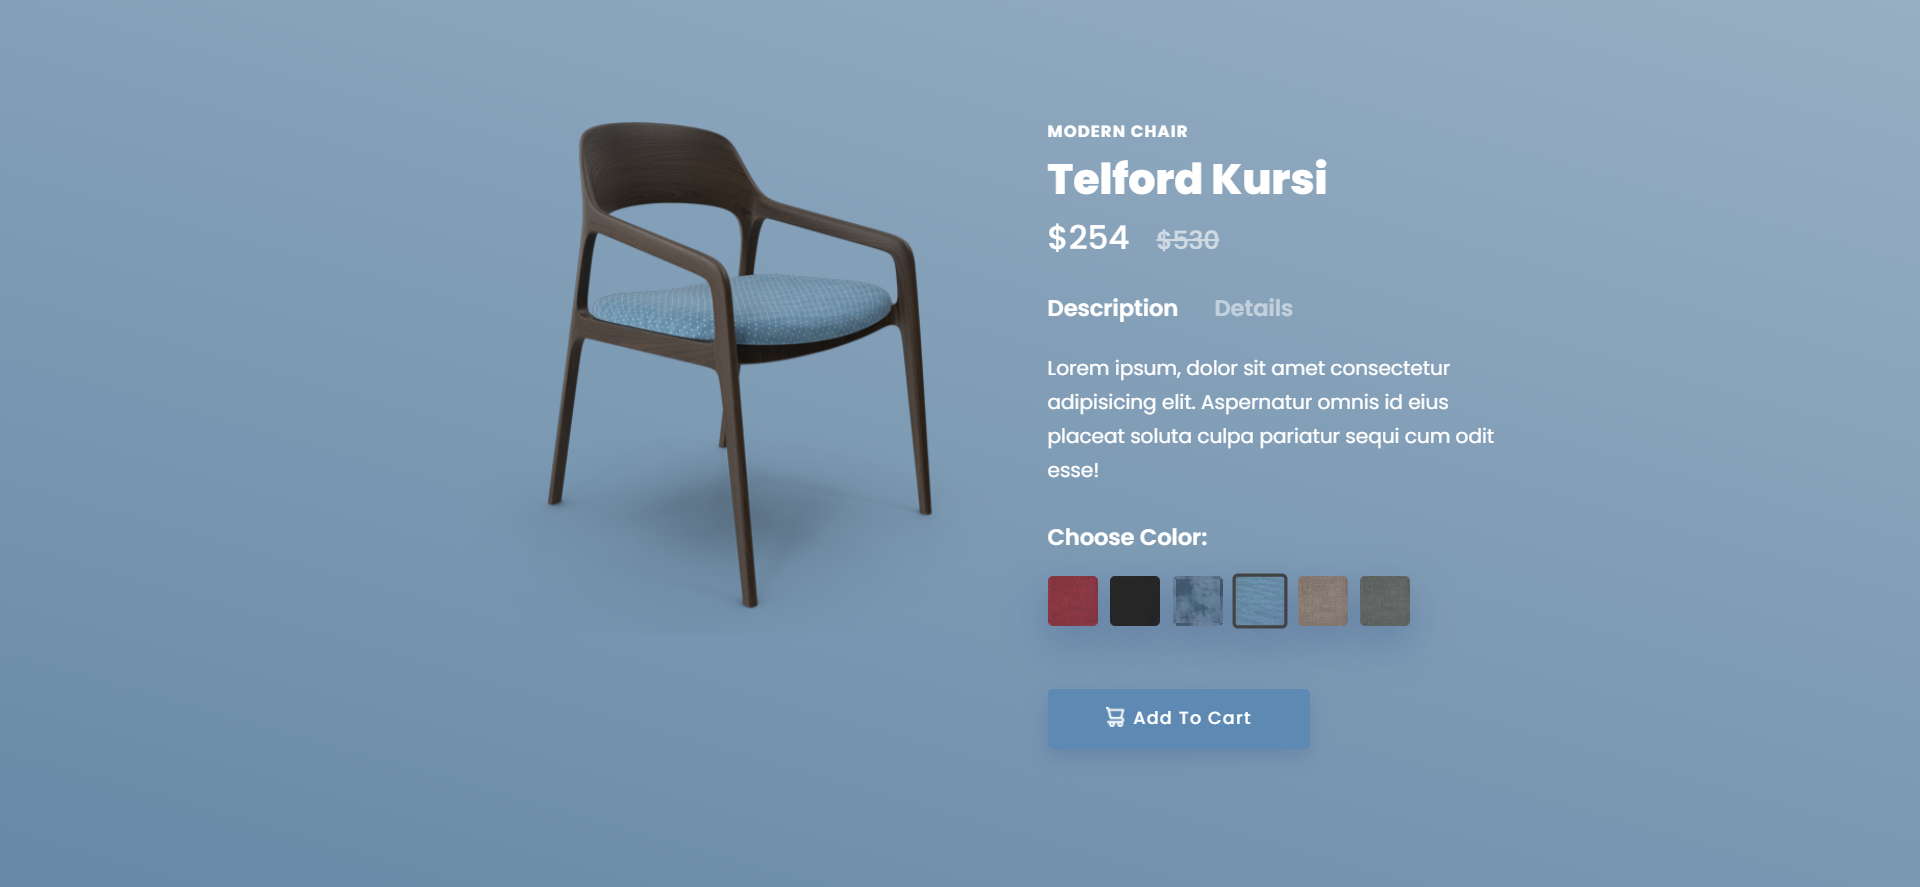 MODERN CHAIR
Telford Kursi
$254 $530
Description Details
Lorem ipsum, dolor sit amet consectetur
adipisicing elit. Aspernatur omnis id eius
placeat soluta culpa pariatur sequi cum odit
esse!
Choose Color:
Add To Cart